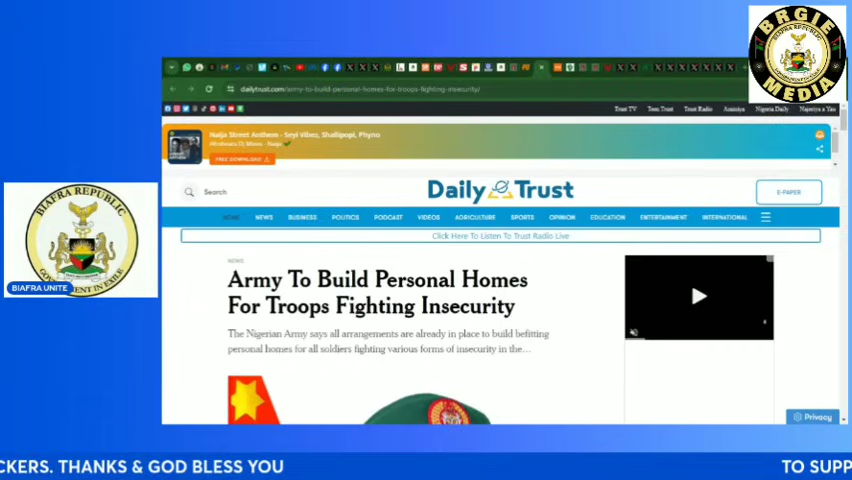 BRGIE
MEDIA
dailytrust.com/army-to-build-personal-homes-for-troops-fighting-insecurity/
Trust TV Teen Trust Trust Radio Aminiya Nigeria Daily Najeriya a Yau
Naija Street Anthem - Seyi Vibez, Shallipopi, Phyno
Afrobeats Dj Mixes - Naija
FREE DOWNLOAD
Search
Daily Trust
E-PAPER
HOME NEWS BUSINESS POLITICS PODCAST VIDEOS AGRICULTURE SPORTS OPINION EDUCATION ENTERTAINMENT INTERNATIONAL
Click Here To Listen To Trust Radio Live
BIAFRA REPUBLIC
GOVERNMENT IN EXILE
BIAFRA UNITE
NEWS
Army To Build Personal Homes
For Troops Fighting Insecurity
The Nigerian Army says all arrangements are already in place to build befitting
personal homes for all soldiers fighting various forms of insecurity in the...
Privacy
CKERS. THANKS & GOD BLESS YOU
TO SUPP